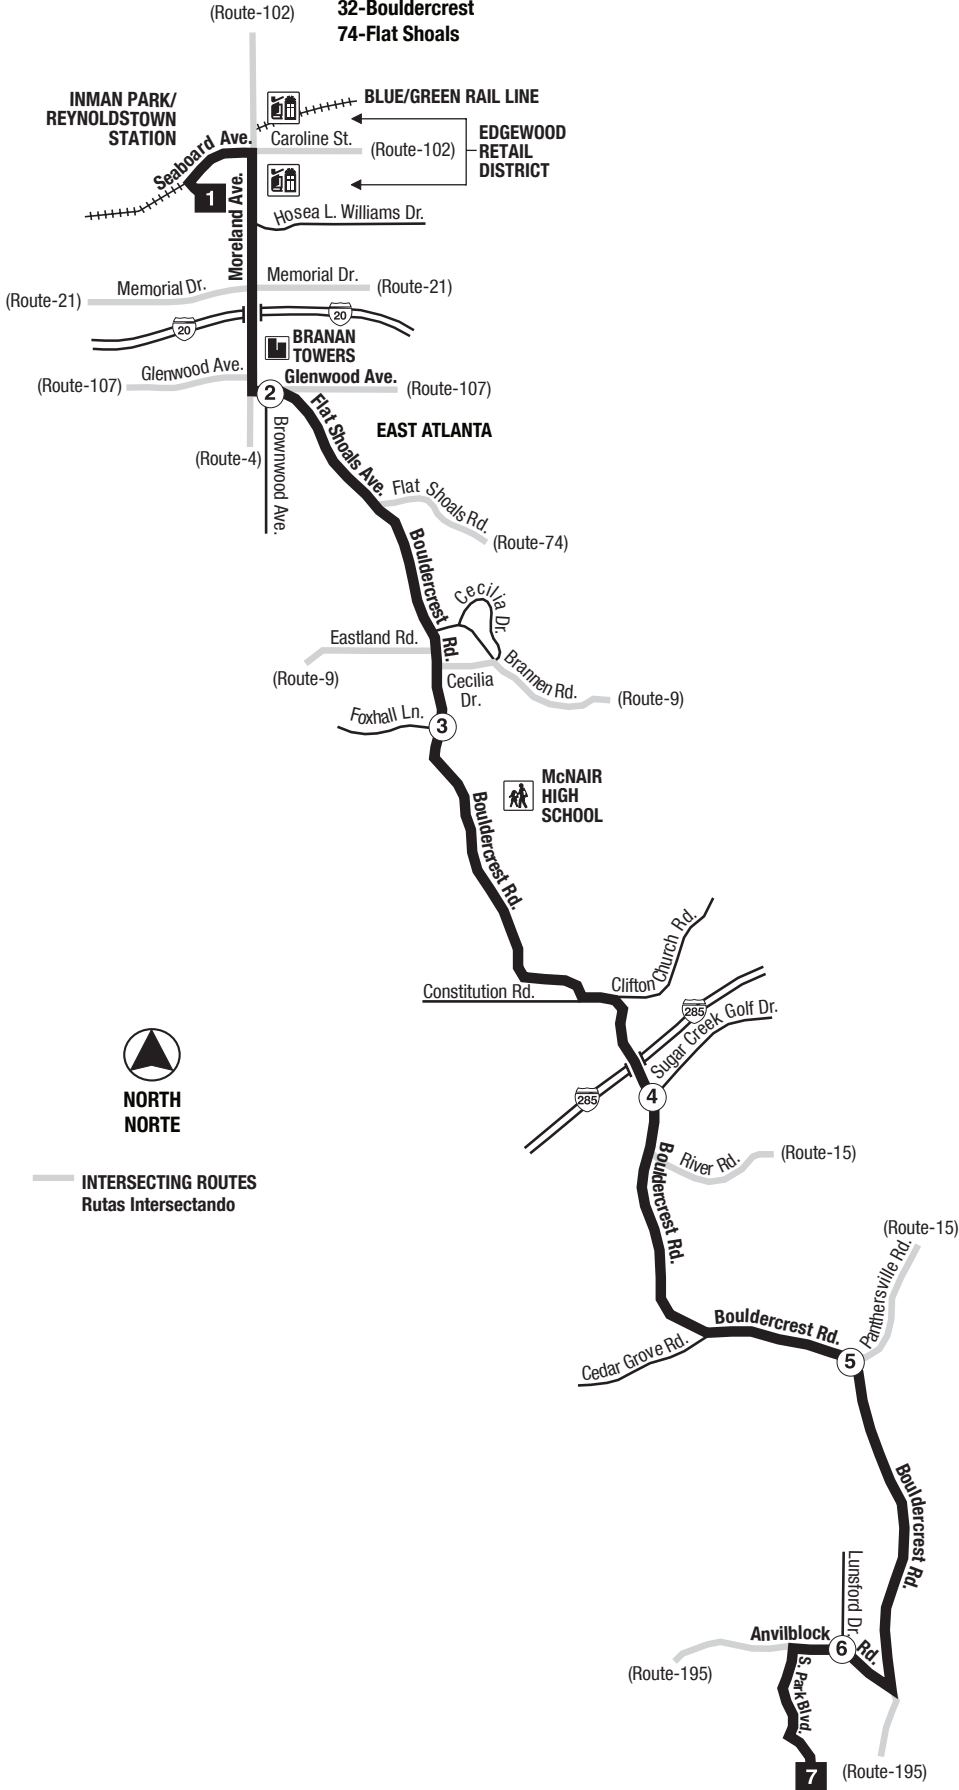 32-Bouldercrest
74-Flat Shoals
(Route-102)
INMAN PARK/
REYNOLDSTOWN
STATION
BLUE/GREEN RAIL LINE
EDGEWOOD
RETAIL
DISTRICT
Seaboard Ave.
Caroline St.
(Route-102)
1
Moreland Ave.
Hosea L. Williams Dr.
Memorial Dr.
Memorial Dr.
(Route-21)
(Route-21)
20
20
BRANAN
TOWERS
Glenwood Ave.
Glenwood Ave.
(Route-107)
2
(Route-107)
Flat Shoals Ave.
EAST ATLANTA
Brownwood Ave.
(Route-4)
Flat Shoals Rd.
(Route-74)
Bouldercrest Rd.
Cecilia Dr.
Eastland Rd.
(Route-9)
Cecilia
Dr.
Brannen Rd.
(Route-9)
Foxhall Ln.
3
McNAIR
HIGH
SCHOOL
Bouldercrest Rd.
Clifton Church Rd.
Constitution Rd.
285
Sugar Creek Golf Dr.
285
4
NORTH
NORTE
Bouldercrest Rd.
River Rd.
(Route-15)
INTERSECTING ROUTES
Rutas Intersectando
(Route-15)
Panthersville Rd.
Bouldercrest Rd.
Cedar Grove Rd.
5
Bouldercrest Rd.
Lunsford Dr.
Anvilblock Rd.
6
(Route-195)
S. Park Blvd.
7
(Route-195)